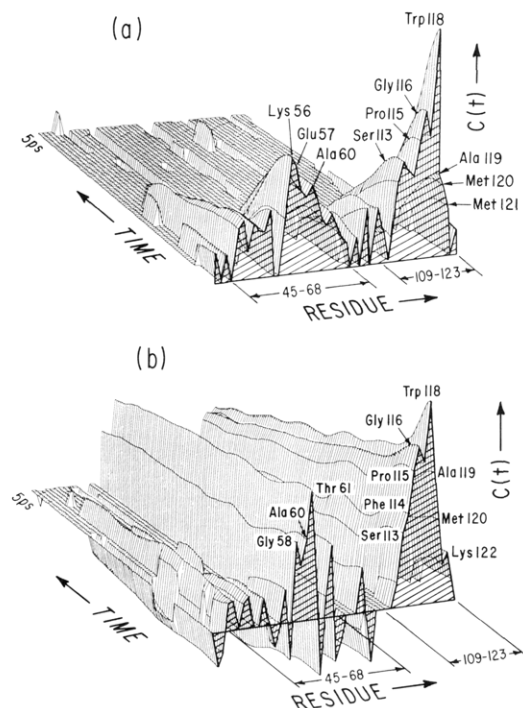 (a)
Trp 118
C(t)
Gly 116
Lys 56
Pro 115
Glu 57
Ser 113
Ala 60
Ala 119
Met 120
Met 121
5ps
TIME
45-68
109-123
RESIDUE
(b)
Trp 118
Gly 116
C(t)
Thr 61
Pro 115
Ala 119
Ala 60
Phe 114
5ps
Gly 58
Ser 113
Met 120
Lys 122
TIME
109-123
45-68
RESIDUE